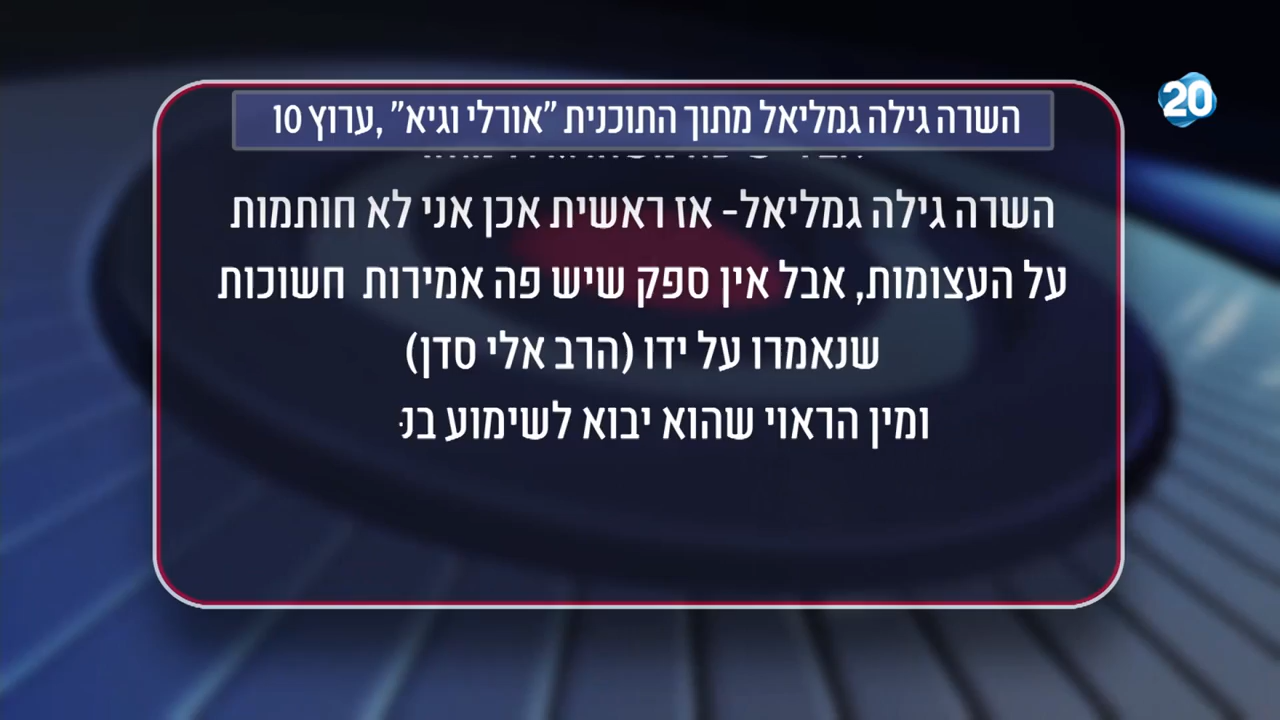 20
השרה גילה גמליאל מתוך התוכנית "אורלי וגיא" ,ערוץ 10
השרה גילה גמליאל- אז ראשית אכן אני לא חותמות
על העצומות, אבל אין ספק שיש פה אמירות חשוכות
שנאמרו על ידו (הרב אלי סדן)
ומין הראוי שהוא יבוא לשימוע